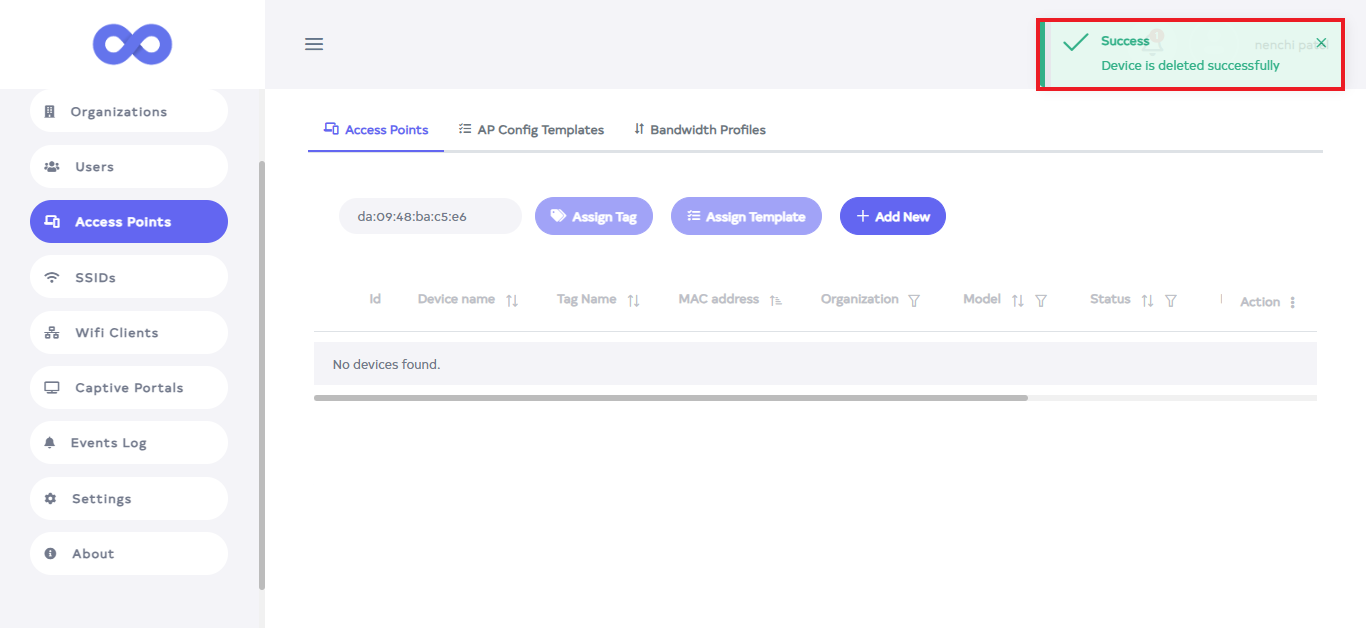 Success
nenchi patel
Device is deleted successfully
Organizations
Users
Access Points
SSIDs
Wifi Clients
Captive Portals
Events Log
Settings
About
Access Points
AP Config Templates
Bandwidth Profiles
da:09:48:ba:c5:e6
Assign Tag
Assign Template
+ Add New
Id
Device name
Tag Name
MAC address
Organization
Model
Status
Action
No devices found.